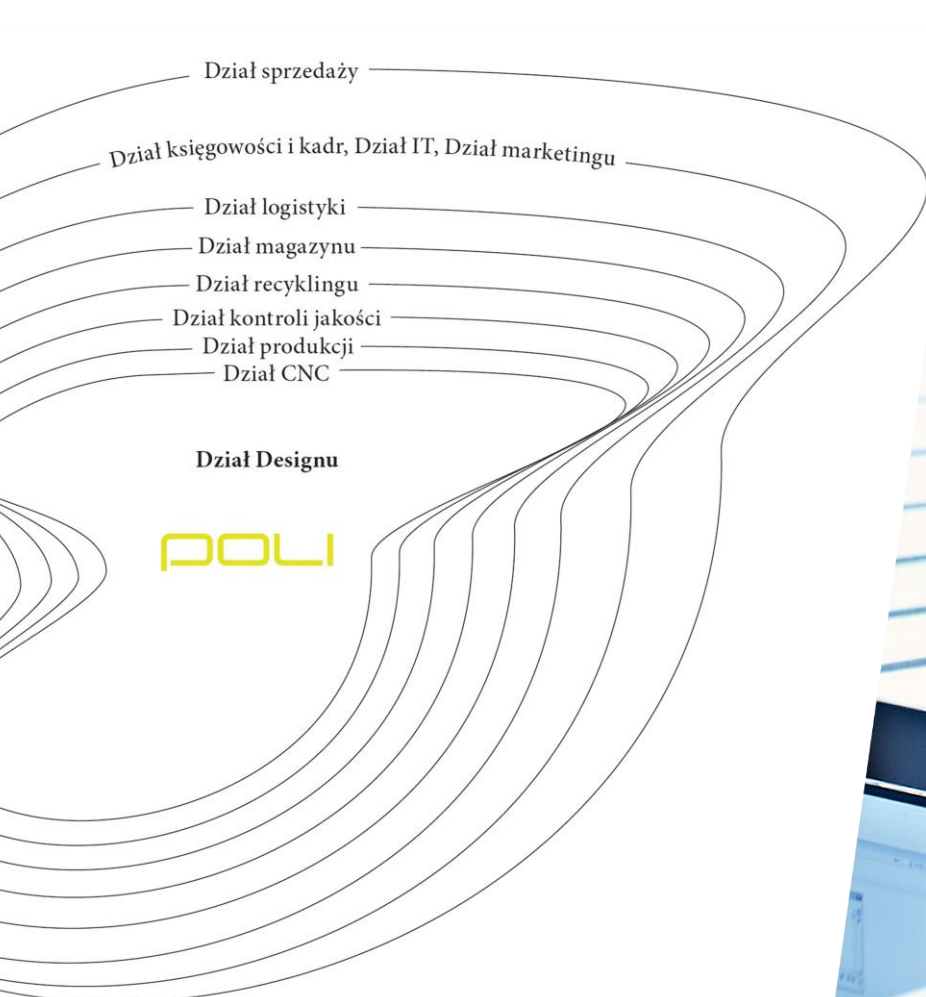 Dział sprzedaży
Dział księgowości i kadr, Dział IT, Dział marketingu
Dział logistyki
Dział magazynu
Dział recyklingu
Dział kontroli jakości
Dział produkcji
Dział CNC
Dział Designu
POLI